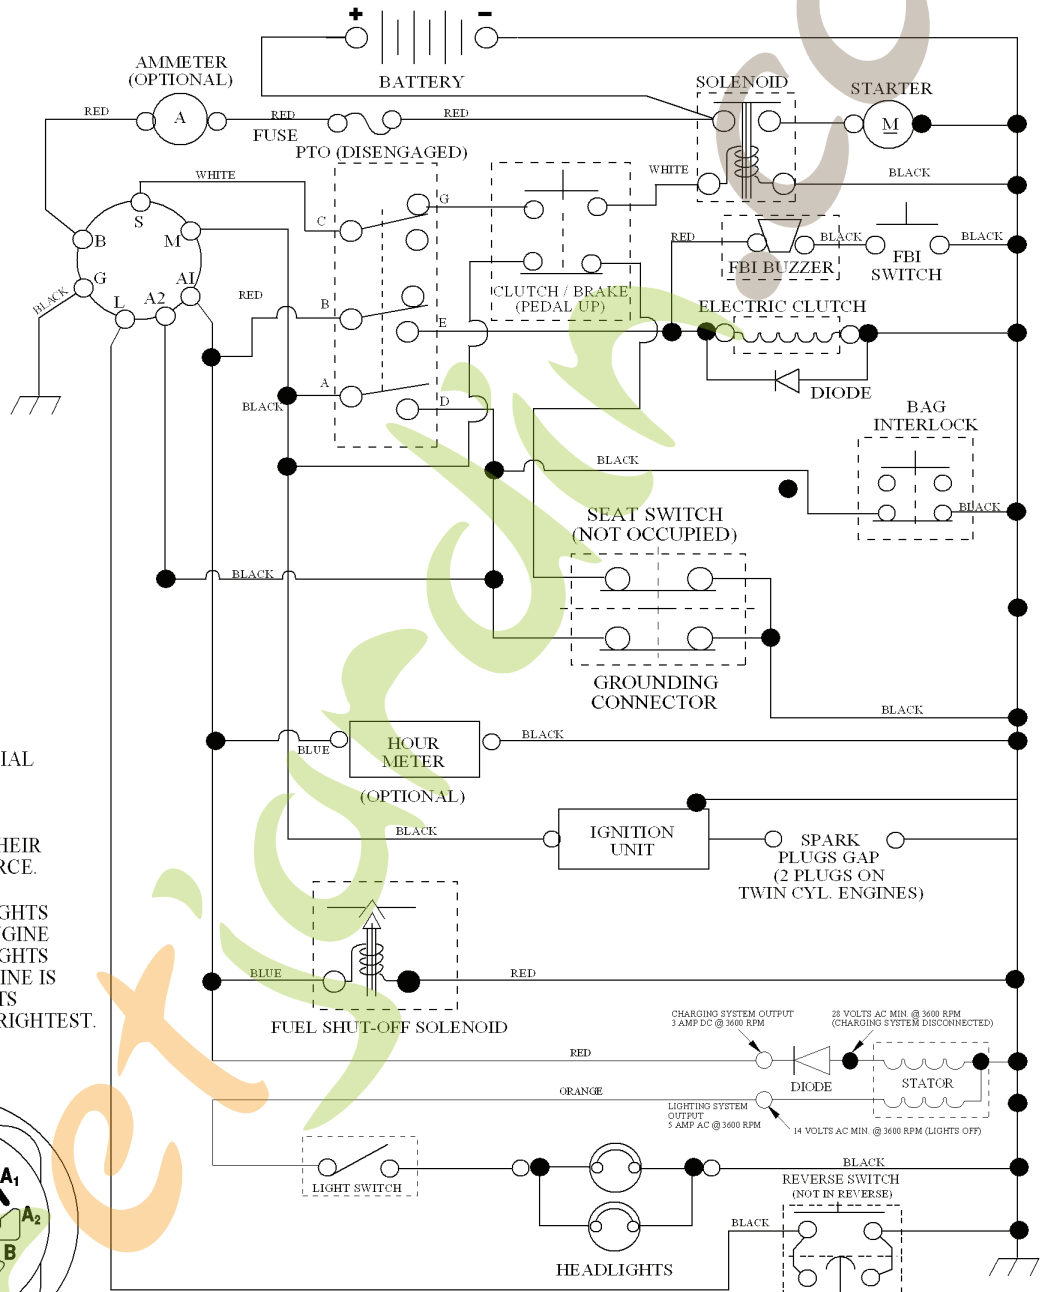 + −
AMMETER
(OPTIONAL)
BATTERY
SOLENOID
STARTER
RED
A
RED
FUSE
RED
M
PTO (DISENGAGED)
WHITE
WHITE
BLACK
S
C
G
B
M
RED
BLACK
BLACK
FBI BUZZER
FBI
SWITCH
G
A1
BLACK
L
A2
RED
B
CLUTCH / BRAKE
(PEDAL UP)
ELECTRIC CLUTCH
E
A
DIODE
BLACK
D
BAG
INTERLOCK
BLACK
BLACK
SEAT SWITCH
(NOT OCCUPIED)
BLACK
GROUNDING
CONNECTOR
BLACK
BLUE
HOUR
METER
BLACK
IAL
(OPTIONAL)
BLACK
IGNITION
UNIT
SPARK
PLUGS GAP
(2 PLUGS ON
TWIN CYL. ENGINES)
HEIR
RCE.
GHTS
NGINE
GHTS
INE IS
TS
RIGHTEST.
BLUE
RED
FUEL SHUT-OFF SOLENOID
CHARGING SYSTEM OUTPUT
3 AMP DC @ 3600 RPM
28 VOLTS AC MIN. @ 3600 RPM
(CHARGING SYSTEM DISCONNECTED)
RED
DIODE
STATOR
ORANGE
LIGHTING SYSTEM
OUTPUT
5 AMP AC @ 3600 RPM
14 VOLTS AC MIN. @ 3600 RPM (LIGHTS OFF)
LIGHT SWITCH
BLACK
REVERSE SWITCH
(NOT IN REVERSE)
BLACK
HEADLIGHTS
A1
A2
B
et'jardin.co